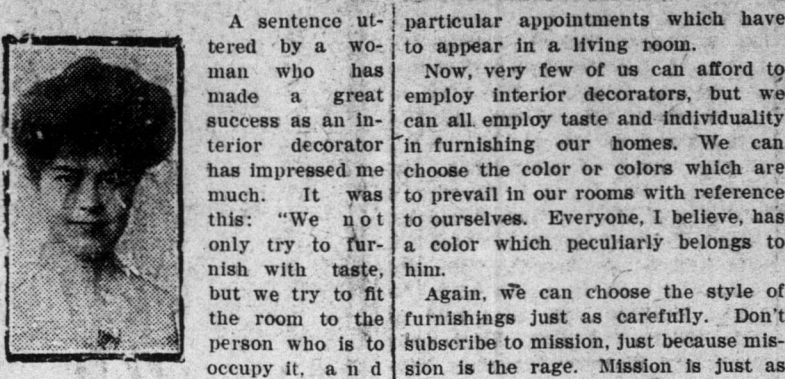 A sentence ut-
tered by a wo-
man who has
made a great
success as an in-
terior decorator
has impressed me
much. It was
this: "We not
only try to fur-
nish with taste,
but we try to fit
the room to the
person who is to
occupy it, and
particular appointments which have
to appear in a living room.
Now, very few of us can afford to
employ interior decorators, but we
can all employ taste and individuality
in furnishing our homes. We can
choose the color or colors which are
to prevail in our rooms with reference
to ourselves. Everyone, I believe, has
a color which peculiarly belongs to
him.
Again, we can choose the style of
furnishings just as carefully. Don't
subscribe to mission, just because mis-
sion is the rage. Mission is just as